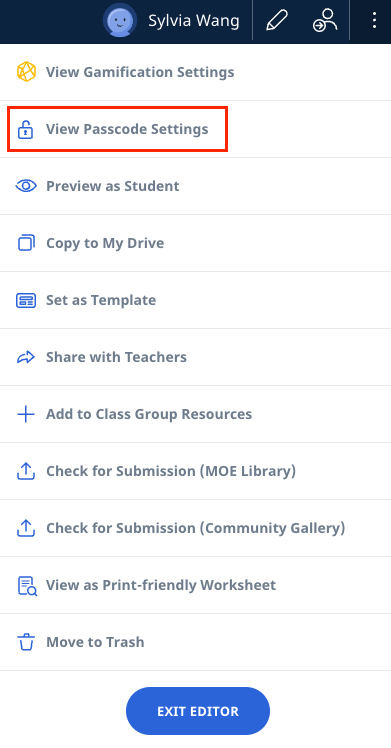 Sylvia Wang
View Gamification Settings
View Passcode Settings
Preview as Student
Copy to My Drive
Set as Template
Share with Teachers
Add to Class Group Resources
Check for Submission (MOE Library)
Check for Submission (Community Gallery)
View as Print-friendly Worksheet
Move to Trash
EXIT EDITOR